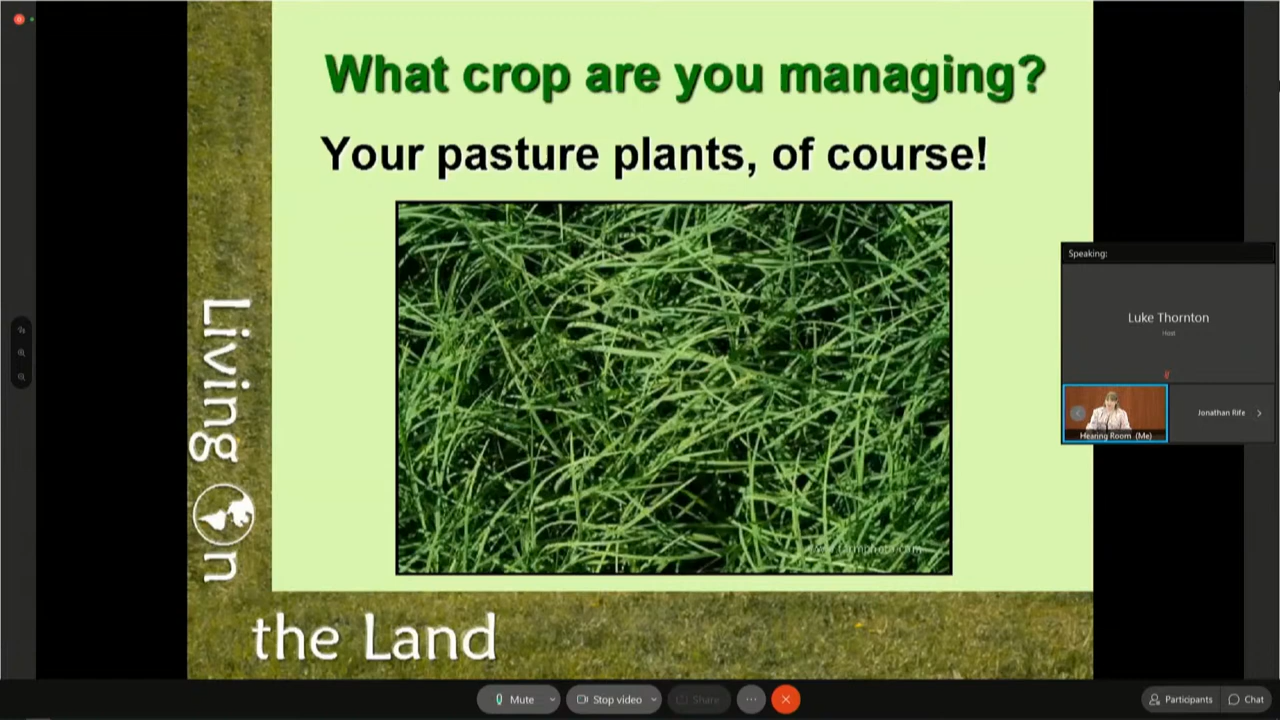 What crop are you managing?
Your pasture plants, of course!
Living On
the Land
Speaking:
Luke Thornton
Host
Hearing Room (Me)
Jonathan Rife
Mute
Stop video
Share
Participants
Chat